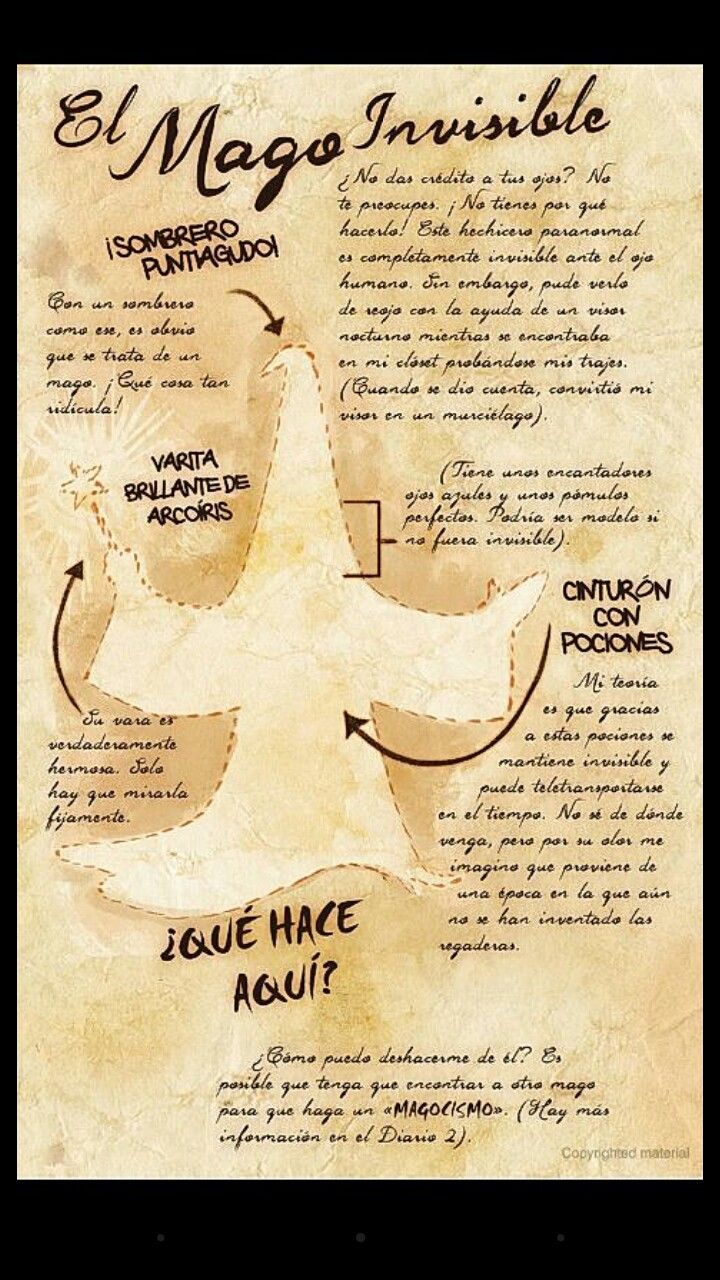 El Mago Invisible
¿No das crédito a tus ojos? No
te preocupes. ¡No tienes por qué
hacerlo! Este hechicero paranormal
es completamente invisible ante el ojo
humano. Sin embargo, pude verlo
de reojo con la ayuda de un visor
nocturno mientras se encontraba
en mi clóset probándose mis trajes.
(Cuando se dio cuenta, convirtió mi
visor en un murciélago).
¡SOMBRERO
PUNTIAGUDO!
Con un sombrero
como ese, es obvio
que se trata de un
mago. ¡Qué cosa tan
ridícula!
VARITA
BRILLANTE DE
ARCOÍRIS
(Tiene unos encantadores
ojos azules y unos pómulos
perfectos. Podría ser modelo si
no fuera invisible).
CINTURÓN
CON
POCIONES
Mi teoría
es que gracias
a estas pociones se
mantiene invisible y
puede teletransportarse
en el tiempo. No sé de dónde
venga, pero por su olor me
imagino que proviene de
una época en la que aún
no se han inventado las
regaderas.
Su vara es
verdaderamente
hermosa. Solo
hay que mirarla
fijamente.
¿QUÉ HACE
AQUÍ?
¿Cómo puedo deshacerme de él? Es
posible que tenga que encontrar a otro mago
para que haga un «MAGOCISMO». (Hay más
información en el Diario 2).
Copyrighted material